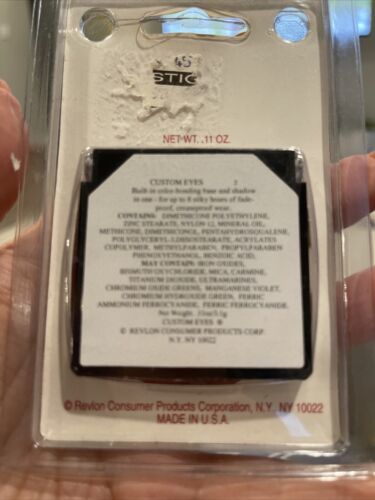 STIC
NET WT. .11 OZ.
CUSTOM EYES 3
Built-in color-bonding base and shadow
in one - for up to 8 silky hours of fade-
proof, creaseproof wear.
CONTAINS: DIMETHICONE POLYETHYLENE,
ZINC STEARATE, NYLON 12, MINERAL OIL,
METHICONE, DIMETHICONOL, PENTAHYDROSQUALENE,
POLYGLYCERYL-3-DIISOSTEARATE, ACRYLATES
COPOLYMER, METHYLPARABEN, PROPYLPARABEN
PHENOXYETHANOL, BENZOIC ACID.
MAY CONTAIN: IRON OXIDES,
BISMUTH OXYCHLORIDE, MICA, CARMINE,
TITANIUM DIOXIDE, ULTRAMARINES,
CHROMIUM OXIDE GREENS, MANGANESE VIOLET,
CHROMIUM HYDROXIDE GREEN, FERRIC
AMMONIUM FERROCYANIDE, FERRIC FERROCYANIDE.
Net Weight .11oz/3.1g
CUSTOM EYES ®
© REVLON CONSUMER PRODUCTS CORP.
N.Y. NY 10022
© Revlon Consumer Products Corporation, N.Y. NY 10022
MADE IN U.S.A.